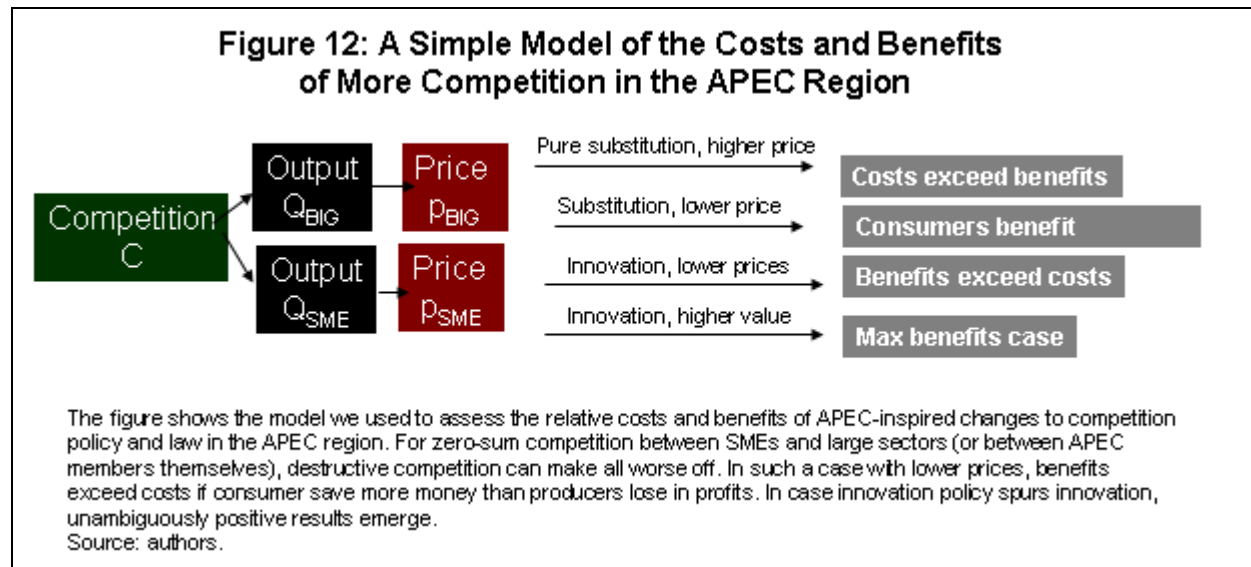 Figure 12: A Simple Model of the Costs and Benefits
of More Competition in the APEC Region
Competition
C
Output
Q_BIG
Price
p_BIG
Output
Q_SME
Price
p_SME
Pure substitution, higher price
Substitution, lower price
Innovation, lower prices
Innovation, higher value
Costs exceed benefits
Consumers benefit
Benefits exceed costs
Max benefits case
The figure shows the model we used to assess the relative costs and benefits of APEC-inspired changes to competition
policy and law in the APEC region. For zero-sum competition between SMEs and large sectors (or between APEC
members themselves), destructive competition can make all worse off. In such a case with lower prices, benefits
exceed costs if consumer save more money than producers lose in profits. In case innovation policy spurs innovation,
unambiguously positive results emerge.
Source: authors.